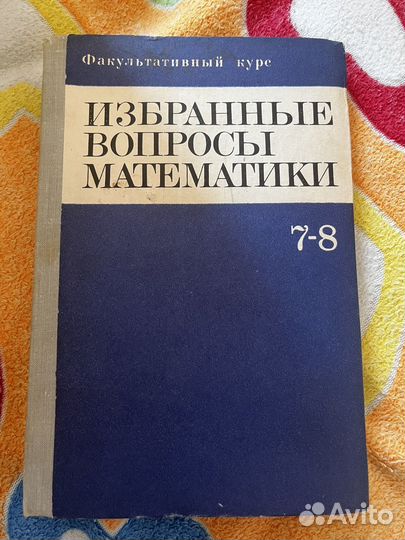 Факультативный курс
ИЗБРАННЫЕ
ВОПРОСЫ
МАТЕМАТИКИ
7-8
Avito